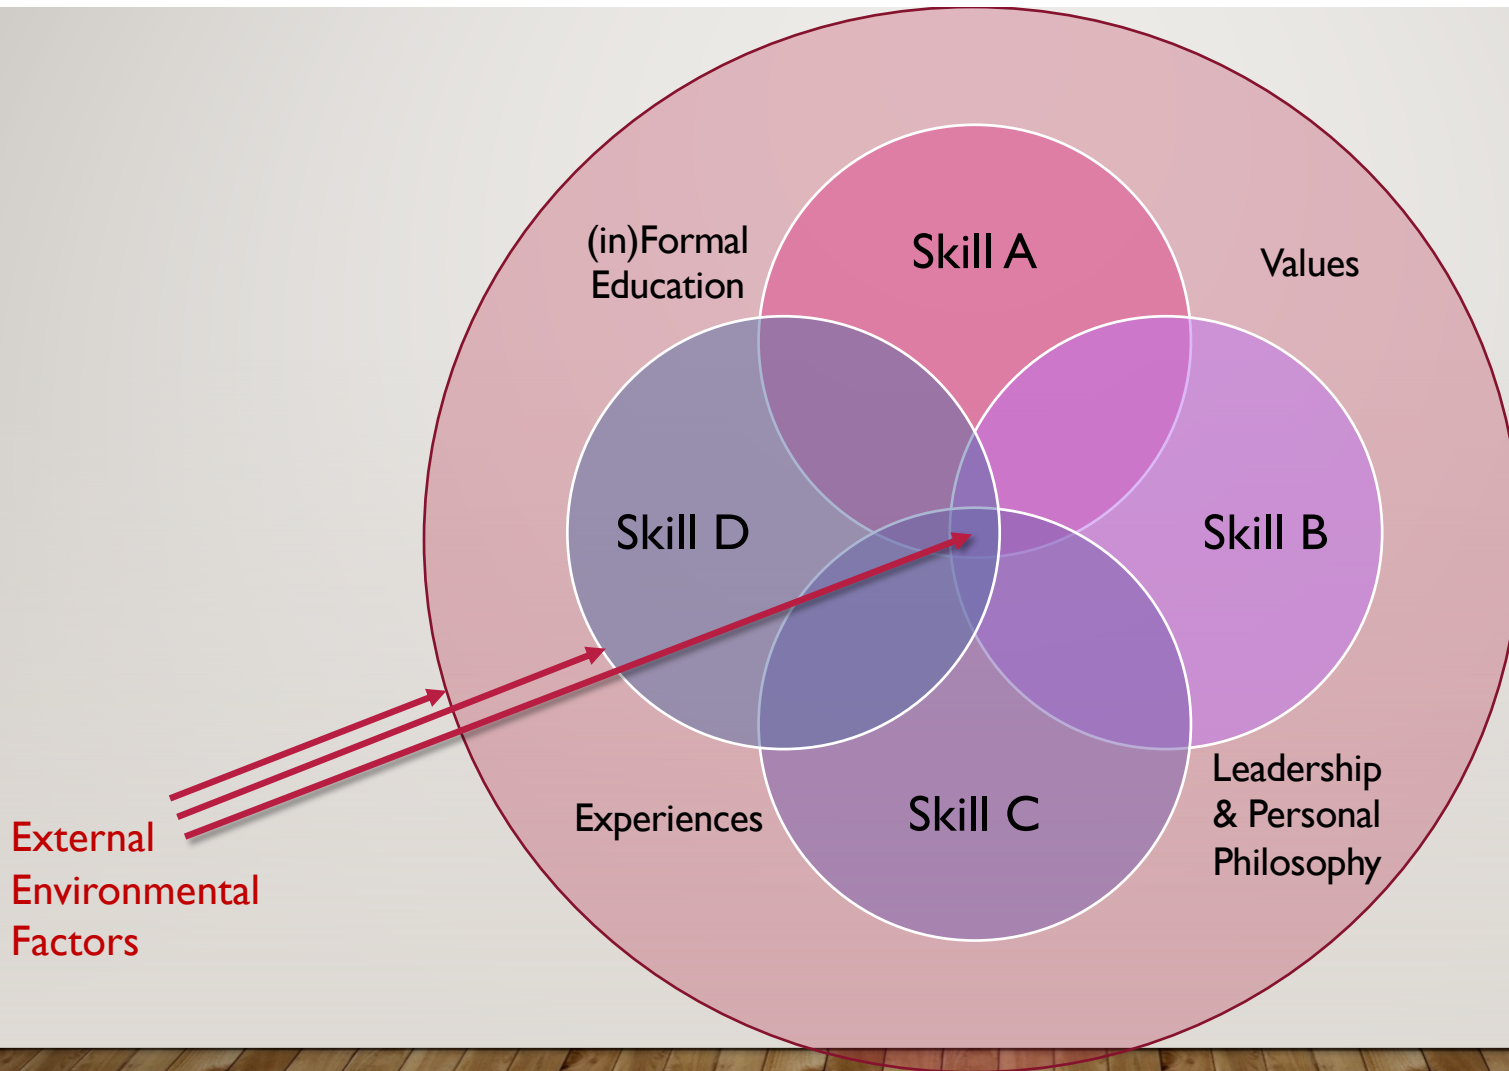 (in)Formal
Education
Skill A
Values
Skill D
Skill B
Experiences
Skill C
Leadership
& Personal
Philosophy
External
Environmental
Factors